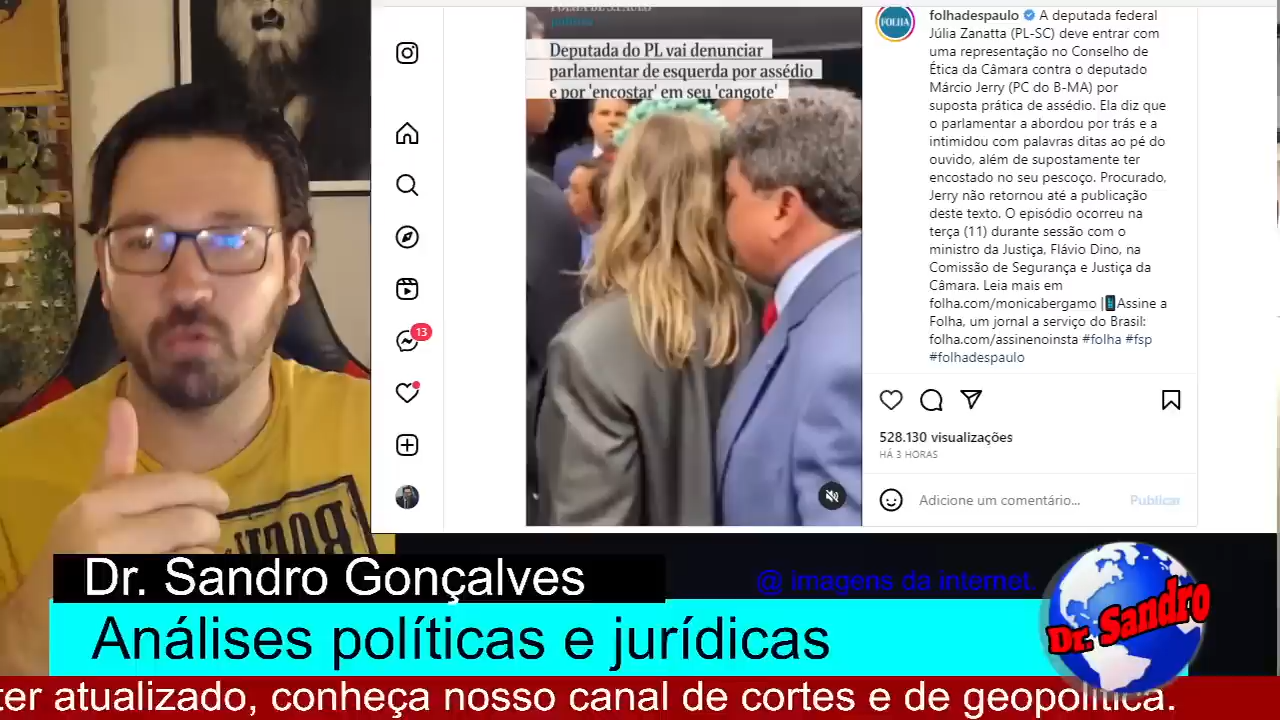 Deputada do PL vai denunciar
parlamentar de esquerda por assédio
e por 'encostar' em seu 'cangote'
FOLHA
folhadespaulo A deputada federal
Júlia Zanatta (PL-SC) deve entrar com
uma representação no Conselho de
Ética da Câmara contra o deputado
Márcio Jerry (PC do B-MA) por
suposta prática de assédio. Ela diz que
o parlamentar a abordou por trás e a
intimidou com palavras ditas ao pé do
ouvido, além de supostamente ter
encostado no seu pescoço. Procurado,
Jerry não retornou até a publicação
deste texto. O episódio ocorreu na
terça (11) durante sessão com o
ministro da Justiça, Flávio Dino, na
Comissão de Segurança e Justiça da
Câmara. Leia mais em
folha.com/monicabergamo | Assine a
Folha, um jornal a serviço do Brasil:
folha.com/assinenoinsta #folha #fsp
#folhadespaulo
13
528.130 visualizações
HÁ 3 HORAS
Adicione um comentário... Publicar
Dr. Sandro Gonçalves
@ imagens da internet.
Análises políticas e jurídicas
Dr. Sandro
ter atualizado, conheça nosso canal de cortes e de geopolítica.